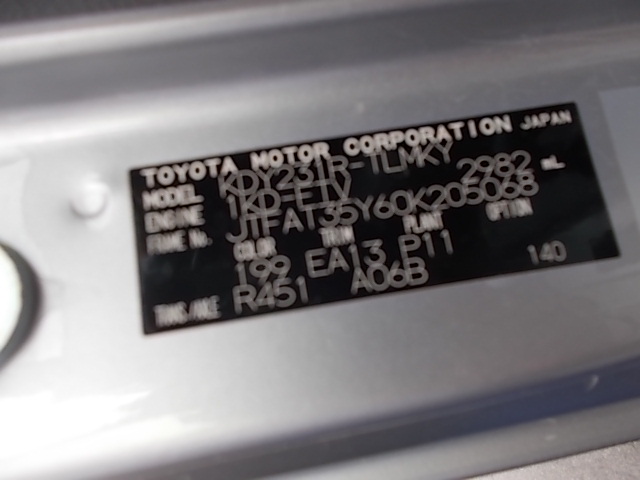 TOYOTA MOTOR CORPORATION JAPAN
MODEL KDY231R-TLMKY
ENGINE 1KD-FTV 2982 mL
FRAME No. JTFAT35Y60K205068
COLOR TRIM PLANT OPTION
199 EA13 P11
TRANS/AXLE R451 A06B 140